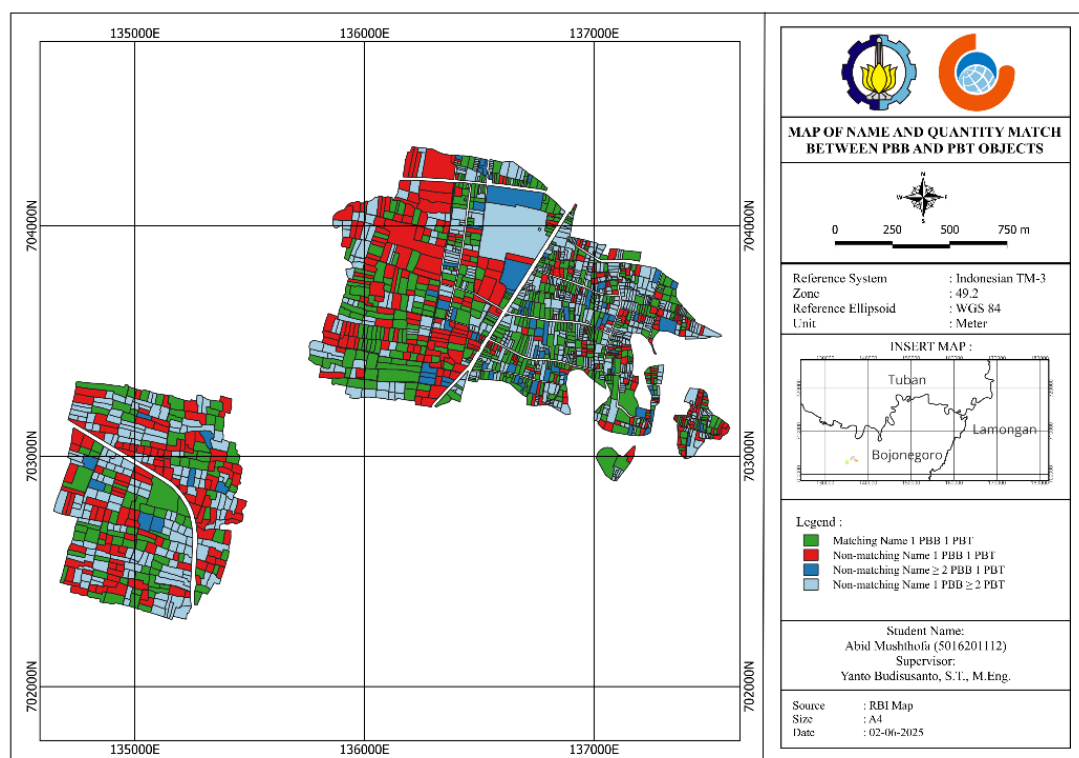 135000E 136000E 137000E
704000N 704000N
703000N 703000N
702000N 702000N
135000E 136000E 137000E
MAP OF NAME AND QUANTITY MATCH
BETWEEN PBB AND PBT OBJECTS
N
W E
S
0 250 500 750 m
Reference System : Indonesian TM-3
Zone : 49.2
Reference Ellipsoid : WGS 84
Unit : Meter
INSERT MAP :
Tuban
Lamongan
Bojonegoro
Legend :
Matching Name 1 PBB 1 PBT
Non-matching Name 1 PBB 1 PBT
Non-matching Name ≥ 2 PBB 1 PBT
Non-matching Name 1 PBB ≥ 2 PBT
Student Name:
Abid Mushthofa (5016201112)
Supervisor:
Yanto Budisusanto, S.T., M.Eng.
Source : RBI Map
Size : A4
Date : 02-06-2025